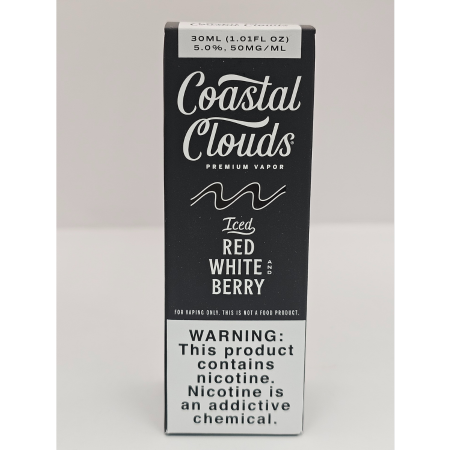 30ML (1.01FL OZ)
5.0%, 50MG/ML
Coastal
Clouds
PREMIUM VAPOR
Iced
RED
WHITE AND
BERRY
FOR VAPING ONLY. THIS IS NOT A FOOD PRODUCT.
WARNING:
This product
contains
nicotine.
Nicotine is
an addictive
chemical.